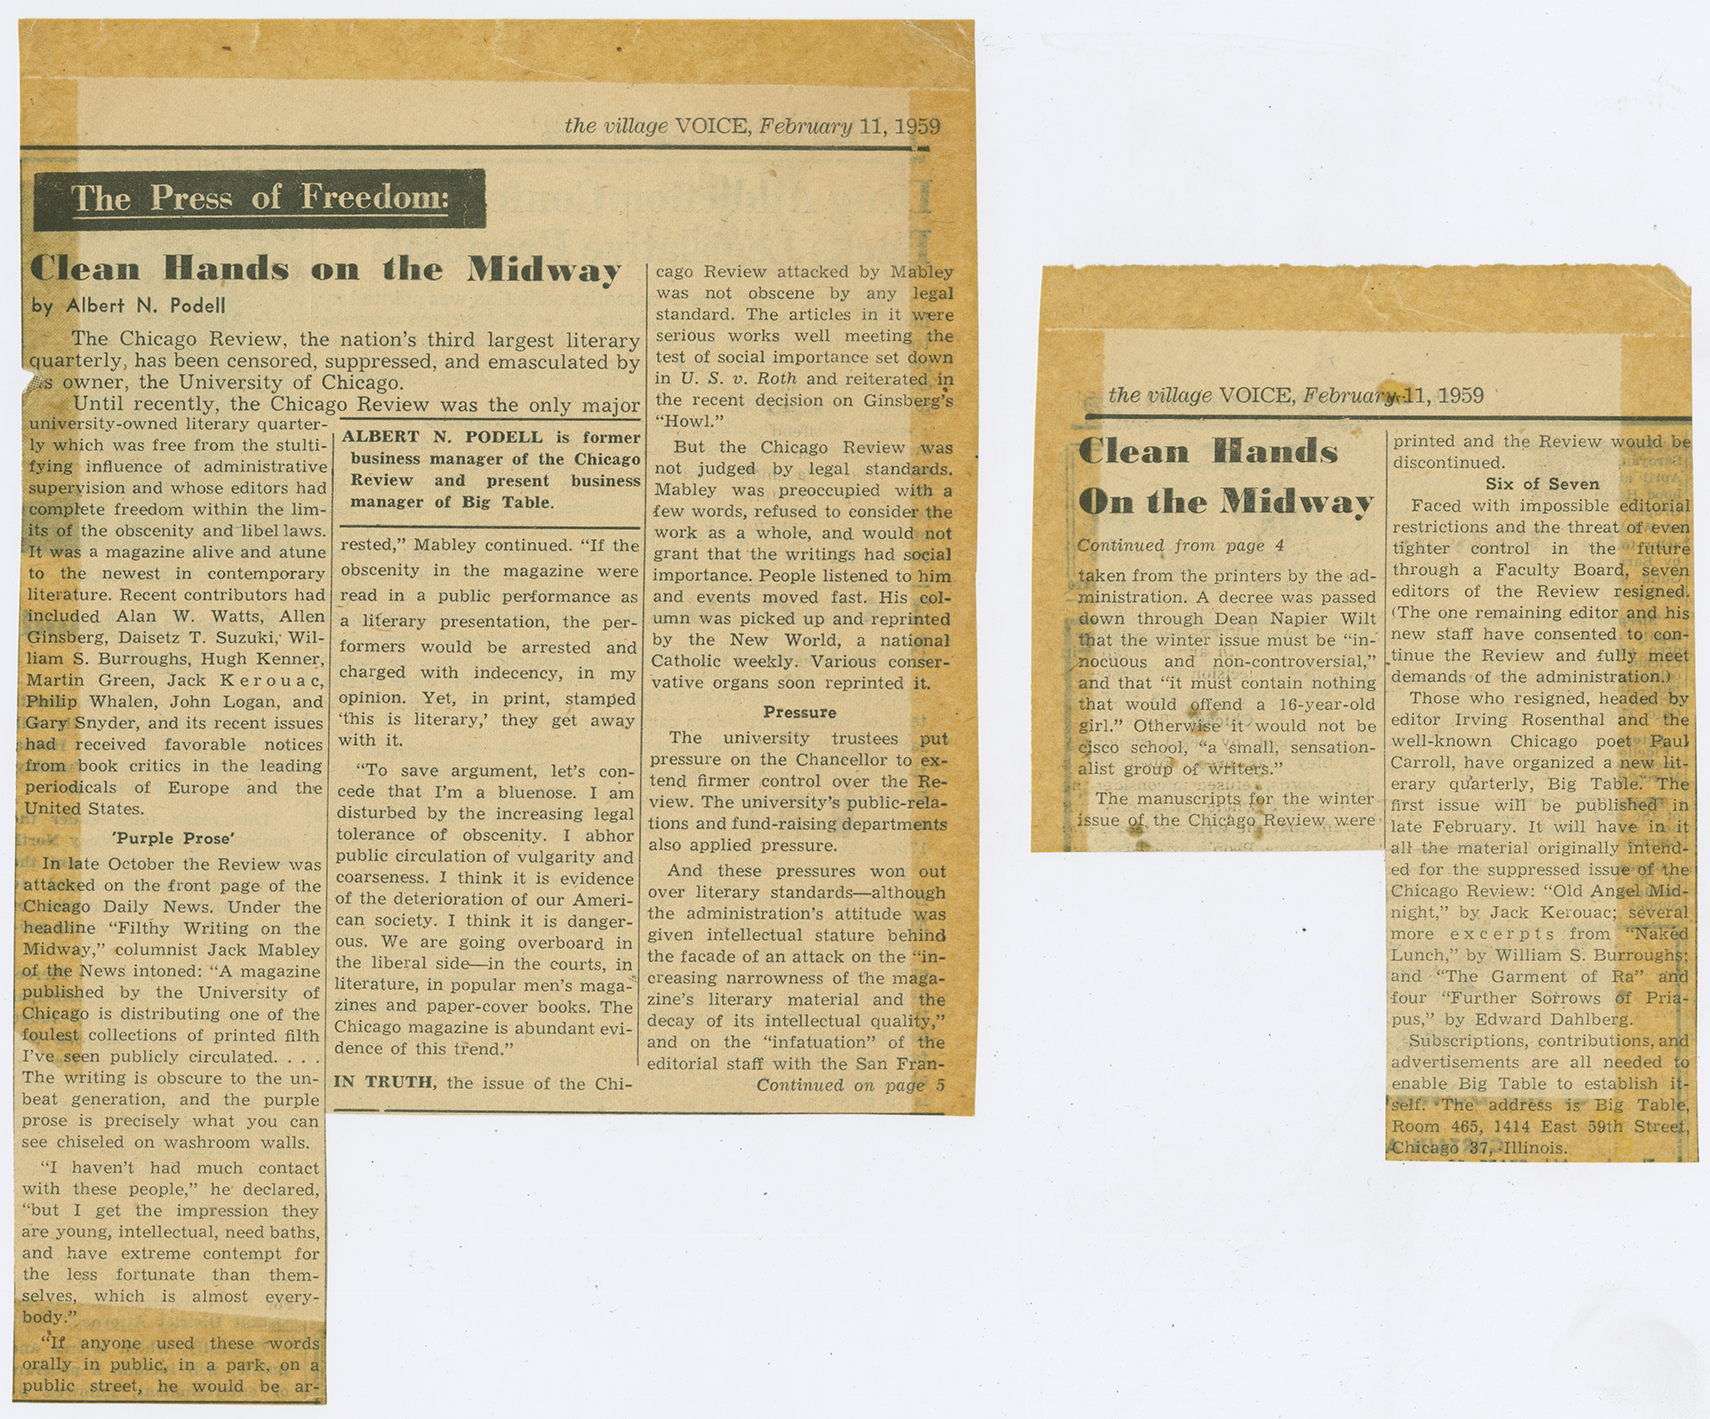 the village VOICE, February 11, 1959
The Press of Freedom:
Clean Hands on the Midway
by Albert N. Podell
The Chicago Review, the nation's third largest literary
quarterly, has been censored, suppressed, and emasculated by
its owner, the University of Chicago.
Until recently, the Chicago Review was the only major
university-owned literary quarter-
ly which was free from the stulti-
fying influence of administrative
supervision and whose editors had
complete freedom within the lim-
its of the obscenity and libel laws.
It was a magazine alive and atune
to the newest in contemporary
literature. Recent contributors had
included Alan W. Watts, Allen
Ginsberg, Daisetz T. Suzuki, Wil-
liam S. Burroughs, Hugh Kenner,
Martin Green, Jack Kerouac,
Philip Whalen, John Logan, and
Gary Snyder, and its recent issues
had received favorable notices
from book critics in the leading
periodicals of Europe and the
United States.
'Purple Prose'
In late October the Review was
attacked on the front page of the
Chicago Daily News. Under the
headline "Filthy Writing on the
Midway," columnist Jack Mabley
of the News intoned: "A magazine
published by the University of
Chicago is distributing one of the
foulest collections of printed filth
I've seen publicly circulated. . . .
The writing is obscure to the un-
beat generation, and the purple
prose is precisely what you can
see chiseled on washroom walls.
"I haven't had much contact
with these people," he declared,
"but I get the impression they
are young, intellectual, need baths,
and have extreme contempt for
the less fortunate than them-
selves, which is almost every-
body."
"If anyone used these words
orally in public, in a park, on a
public street, he would be ar-
ALBERT N. PODELL is former
business manager of the Chicago
Review and present business
manager of Big Table.
rested," Mabley continued. "If the
obscenity in the magazine were
read in a public performance as
a literary presentation, the per-
formers would be arrested and
charged with indecency, in my
opinion. Yet, in print, stamped
'this is literary,' they get away
with it.
"To save argument, let's con-
cede that I'm a bluenose. I am
disturbed by the increasing legal
tolerance of obscenity. I abhor
public circulation of vulgarity and
coarseness. I think it is evidence
of the deterioration of our Ameri-
can society. I think it is danger-
ous. We are going overboard in
the liberal side—in the courts, in
literature, in popular men's maga-
zines and paper-cover books. The
Chicago magazine is abundant evi-
dence of this trend."
IN TRUTH, the issue of the Chi-
cago Review attacked by Mabley
was not obscene by any legal
standard. The articles in it were
serious works well meeting the
test of social importance set down
in U. S. v. Roth and reiterated in
the recent decision on Ginsberg's
"Howl."
But the Chicago Review was
not judged by legal standards.
Mabley was preoccupied with a
few words, refused to consider the
work as a whole, and would not
grant that the writings had social
importance. People listened to him
and events moved fast. His col-
umn was picked up and reprinted
by the New World, a national
Catholic weekly. Various conser-
vative organs soon reprinted it.
Pressure
The university trustees put
pressure on the Chancellor to ex-
tend firmer control over the Re-
view. The university's public-rela-
tions and fund-raising departments
also applied pressure.
And these pressures won out
over literary standards—although
the administration's attitude was
given intellectual stature behind
the facade of an attack on the "in-
creasing narrowness of the maga-
zine's literary material and the
decay of its intellectual quality,"
and on the "infatuation" of the
editorial staff with the San Fran-
Continued on page 5
the village VOICE, February 11, 1959
Clean Hands
On the Midway
Continued from page 4
taken from the printers by the ad-
ministration. A decree was passed
down through Dean Napier Wilt
that the winter issue must be "in-
nocuous and non-controversial,"
and that "it must contain nothing
that would offend a 16-year-old
girl." Otherwise it would not be
cisco school, "a small, sensation-
alist group of writers."
The manuscripts for the winter
issue of the Chicago Review were
printed and the Review would be
discontinued.
Six of Seven
Faced with impossible editorial
restrictions and the threat of even
tighter control in the future
through a Faculty Board, seven
editors of the Review resigned.
(The one remaining editor and his
new staff have consented to con-
tinue the Review and fully meet
demands of the administration.)
Those who resigned, headed by
editor Irving Rosenthal and the
well-known Chicago poet Paul
Carroll, have organized a new lit-
erary quarterly, Big Table. The
first issue will be published in
late February. It will have in it
all the material originally intend-
ed for the suppressed issue of the
Chicago Review: "Old Angel Mid-
night," by Jack Kerouac; several
more excerpts from "Naked
Lunch," by William S. Burroughs;
and "The Garment of Ra" and
four "Further Sorrows of Pria-
pus," by Edward Dahlberg.
Subscriptions, contributions, and
advertisements are all needed to
enable Big Table to establish it-
self. The address is Big Table,
Room 465, 1414 East 59th Street,
Chicago 37, Illinois.